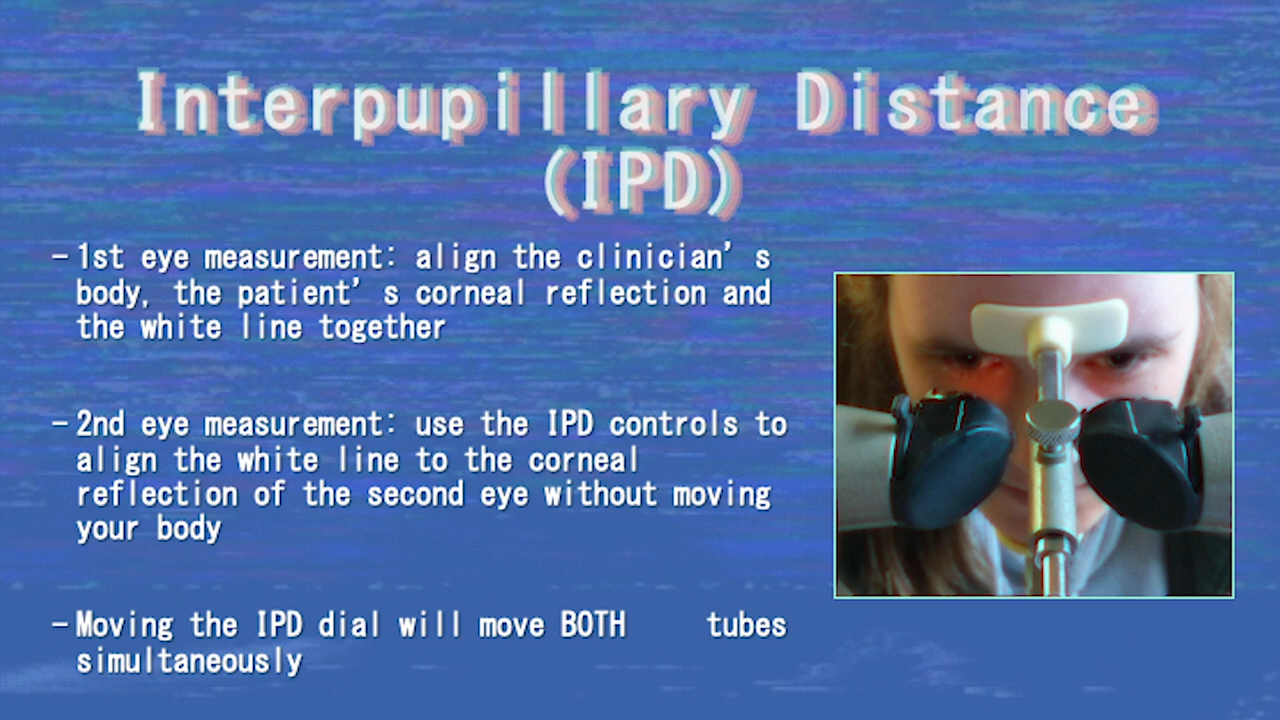 Interpupillary Distance
(IPD)
– 1st eye measurement: align the clinician’s
body, the patient’s corneal reflection and
the white line together
– 2nd eye measurement: use the IPD controls to
align the white line to the corneal
reflection of the second eye without moving
your body
– Moving the IPD dial will move BOTH tubes
simultaneously